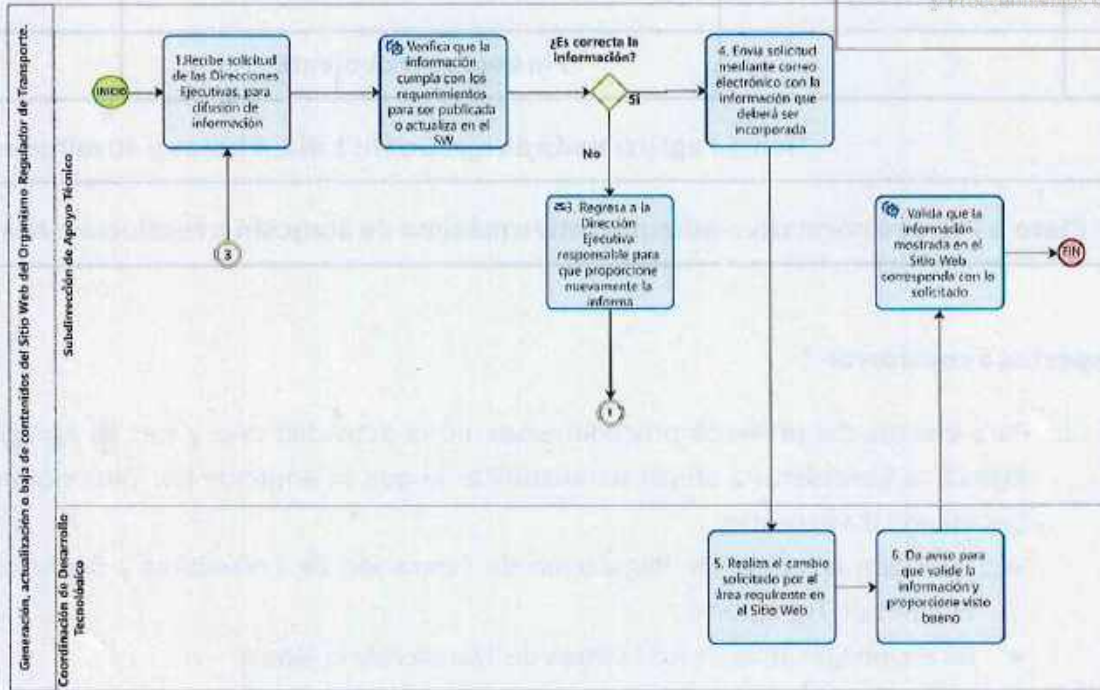 Generación, actualización o baja de contenidos del Sitio Web del Organismo Regulador de Transporte.
Subdirección de Apoyo Técnico
INICIO
1.Recibe solicitud
de las Direcciones
Ejecutivas, para
difusión de
información
3
Verifica que la
información
cumpla con los
requerimientos
para ser publicada
o actualiza en el
SW
¿Es correcta la
información?
Si
No
3. Regresa a la
Dirección
Ejecutiva
responsable para
que proporcione
nuevamente la
informa
4. Envía solicitud
mediante correo
electrónico con la
información que
deberá ser
incorporada
. Valida que la
información
mostrada en el
Sitio Web
corresponda con lo
solicitado
FIN
Coordinación de Desarrollo
Tecnológico
5. Realiza el cambio
solicitado por el
área requirente en
el Sitio Web
6. Da aviso para
que valide la
información y
proporcione visto
bueno